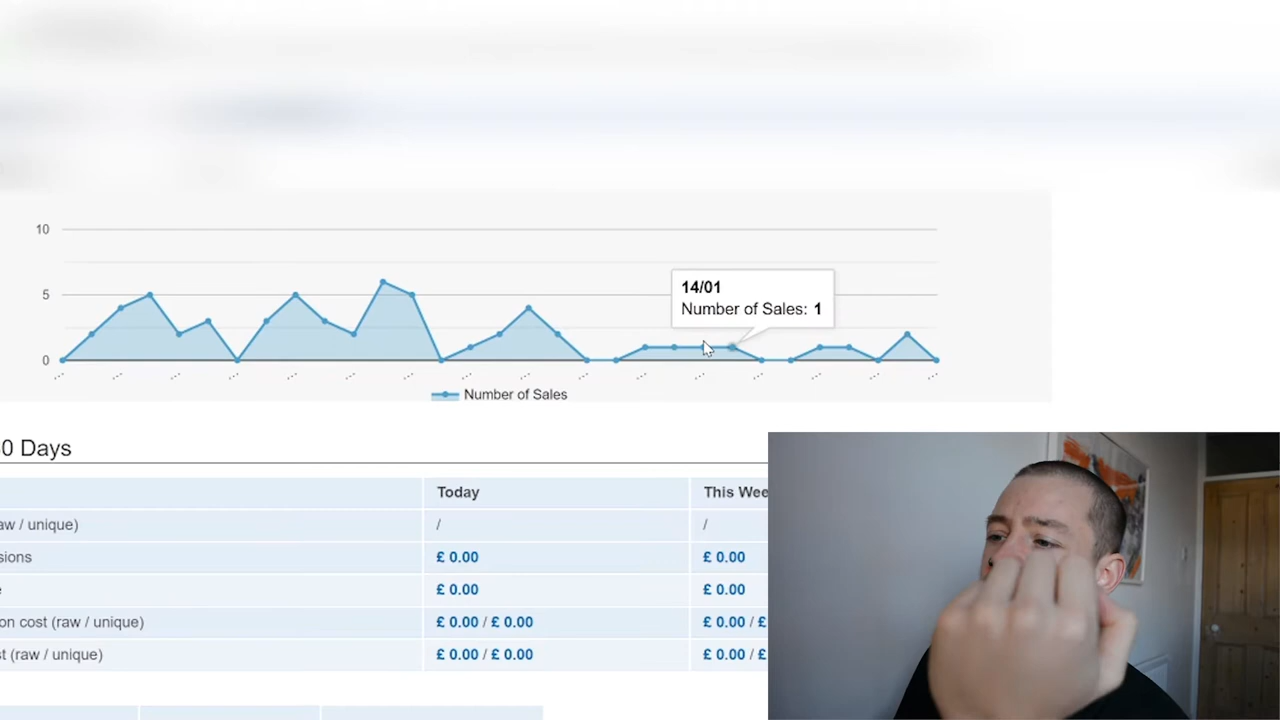 10
5
0
14/01
Number of Sales: 1
Number of Sales
0 Days
Today
This Wee
aw / unique)
/
/
sions
£ 0.00
£ 0.00
e
£ 0.00
£ 0.00
on cost (raw / unique)
£ 0.00 / £ 0.00
£ 0.00 / £
t (raw / unique)
£ 0.00 / £ 0.00
£ 0.00 / £